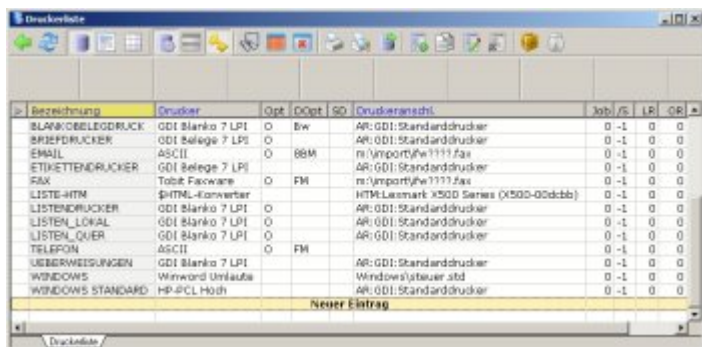 Druckerliste
Bezeichnung Drucker Opt DOpt SD Druckeranschl. Job /S LR OR
BLANKOBELEGDRUCK GDI Blanko 7 LPI O Bw AR:GDI:Standarddrucker 0 -1 0 0
BRIEFDRUCKER GDI Belege 7 LPI O AR:GDI:Standarddrucker 0 -1 0 0
EMAIL ASCII O BBM m:\import\fw????.fax 0 -1 0 0
ETIKETTENDRUCKER GDI Belege 7 LPI AR:GDI:Standarddrucker 0 -1 0 0
FAX Tobit Faxware O FM m:\import\fw????.fax 0 -1 0 0
LISTE-HTM $HTML-Konverter HTM:Lexmark X500 Series (X500-00dcbb) 0 -1 0 0
LISTENDRUCKER GDI Blanko 7 LPI O AR:GDI:Standarddrucker 0 -1 0 0
LISTEN_LOKAL GDI Blanko 7 LPI O AR:GDI:Standarddrucker 0 -1 0 0
LISTEN_QUER GDI Blanko 7 LPI O AR:GDI:Standarddrucker 0 -1 0 0
TELEFON ASCII O FM 0 -1 0 0
UEBERWEISUNGEN GDI Blanko 7 LPI AR:GDI:Standarddrucker 0 -1 0 0
WINDOWS Winword Umlaute Windows\steuer.std 0 -1 0 0
WINDOWS STANDARD HP-PCL Hoch AR:GDI:Standarddrucker 0 -1 0 0
Neuer Eintrag
Druckerliste